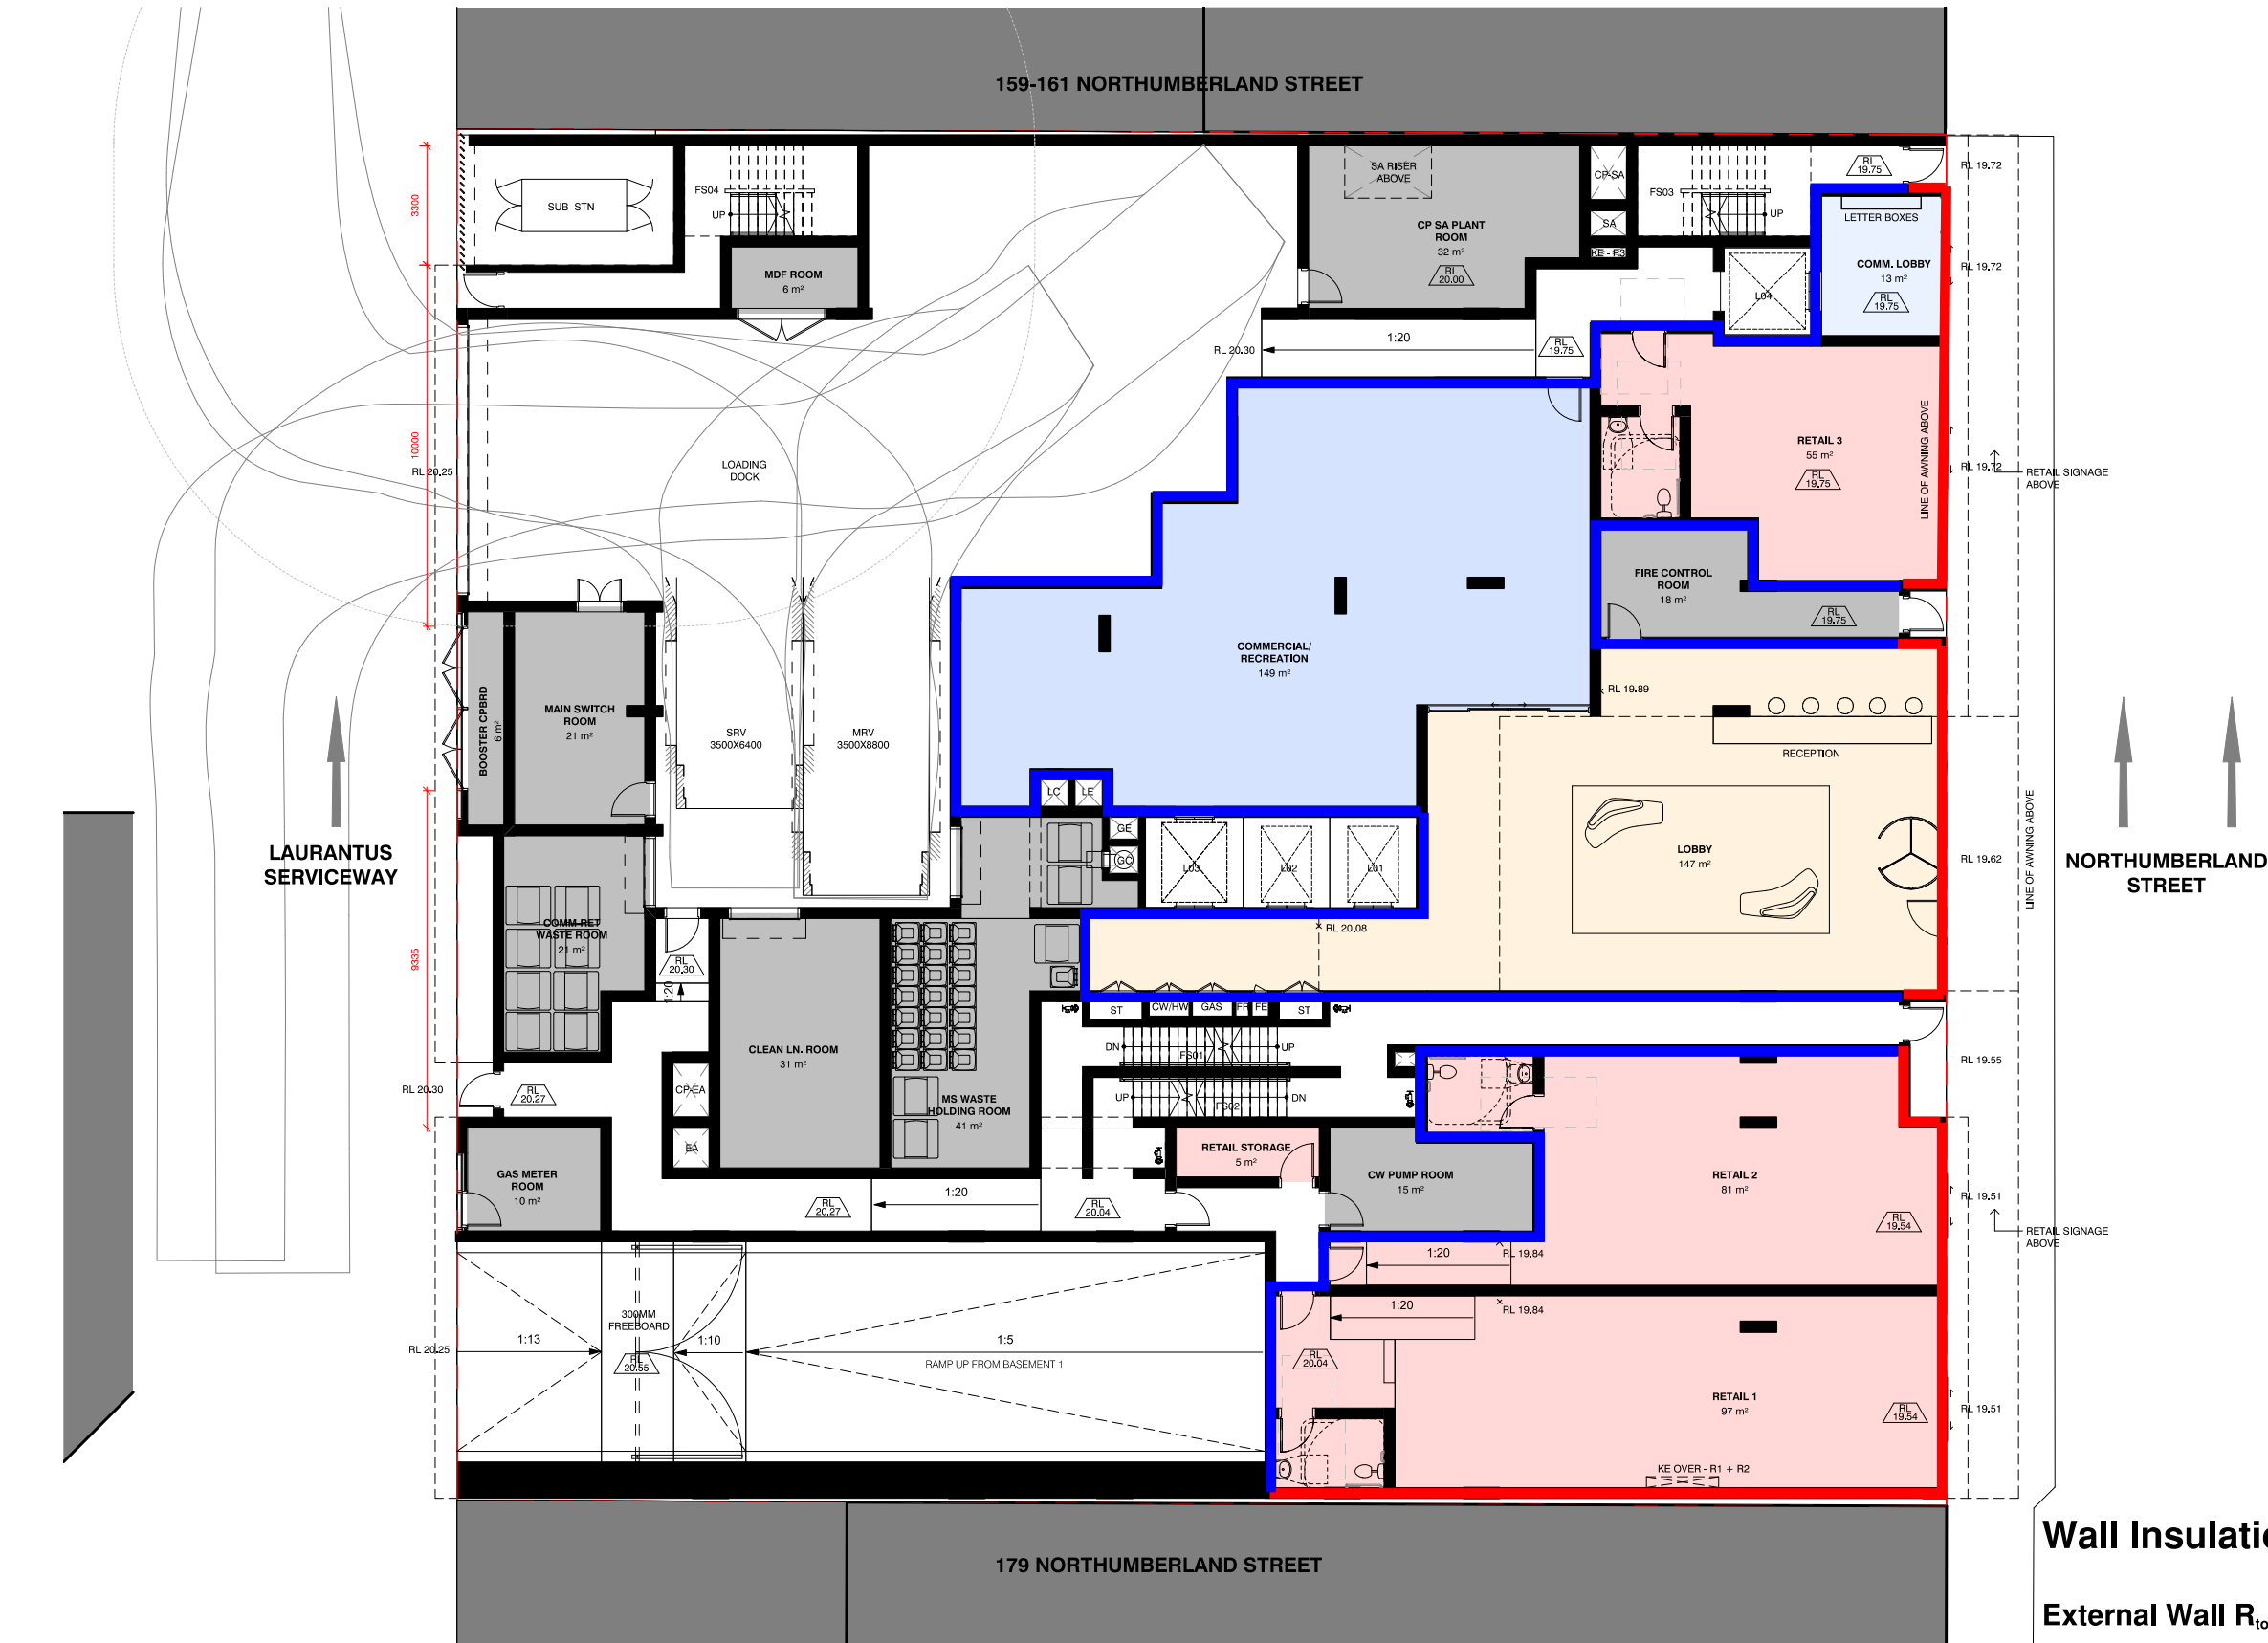 159-161 NORTHUMBERLAND STREET
3300
SUB- STN
FS04
UP
MDF ROOM
6 m²
SA RISER
ABOVE
CP SA PLANT
ROOM
32 m²
RL
20.00
CP-SA
SA
KE - R3
FS03
UP
RL
19.75
RL 19.72
LETTER BOXES
COMM. LOBBY
13 m²
RL
19.75
RL 19.72
L04
RL 20.30
1:20
RL
19.75
10000
RL 20.25
LOADING
DOCK
RETAIL 3
55 m²
RL
19.75
LINE OF AWNING ABOVE
RL 19.72
RETAIL SIGNAGE
ABOVE
FIRE CONTROL
ROOM
18 m²
RL
19.75
COMMERCIAL/
RECREATION
149 m²
RL 19.89
BOOSTER CPBRD
6 m²
MAIN SWITCH
ROOM
21 m²
SRV
3500X6400
MRV
3500X8800
RECEPTION
LC
LE
GE
GC
L03
L02
L01
LOBBY
147 m²
RL 19.62
LINE OF AWNING ABOVE
LAURANTUS
SERVICEWAY
NORTHUMBERLAND
STREET
COMM-RET
WASTE ROOM
21 m²
9335
RL
20.30
1:20
RL 20.08
ST
CW/HW
GAS
FR
FE
ST
CLEAN LN. ROOM
31 m²
DN
FS01
UP
UP
FS02
DN
RL 19.55
CP-EA
EA
RL 20.30
RL
20.27
MS WASTE
HOLDING ROOM
41 m²
RETAIL STORAGE
5 m²
CW PUMP ROOM
15 m²
RETAIL 2
81 m²
RL
19.54
RL 19.51
RETAIL SIGNAGE
ABOVE
GAS METER
ROOM
10 m²
RL
20.27
1:20
RL
20.04
1:20
RL 19.84
1:20
RL 19.84
300MM
FREEBOARD
1:13
1:10
1:5
RL 20.25
RL
20.55
RAMP UP FROM BASEMENT 1
RL
20.04
RETAIL 1
97 m²
RL
19.54
RL 19.51
KE OVER - R1 + R2
179 NORTHUMBERLAND STREET
Wall Insulatio
External Wall Rto